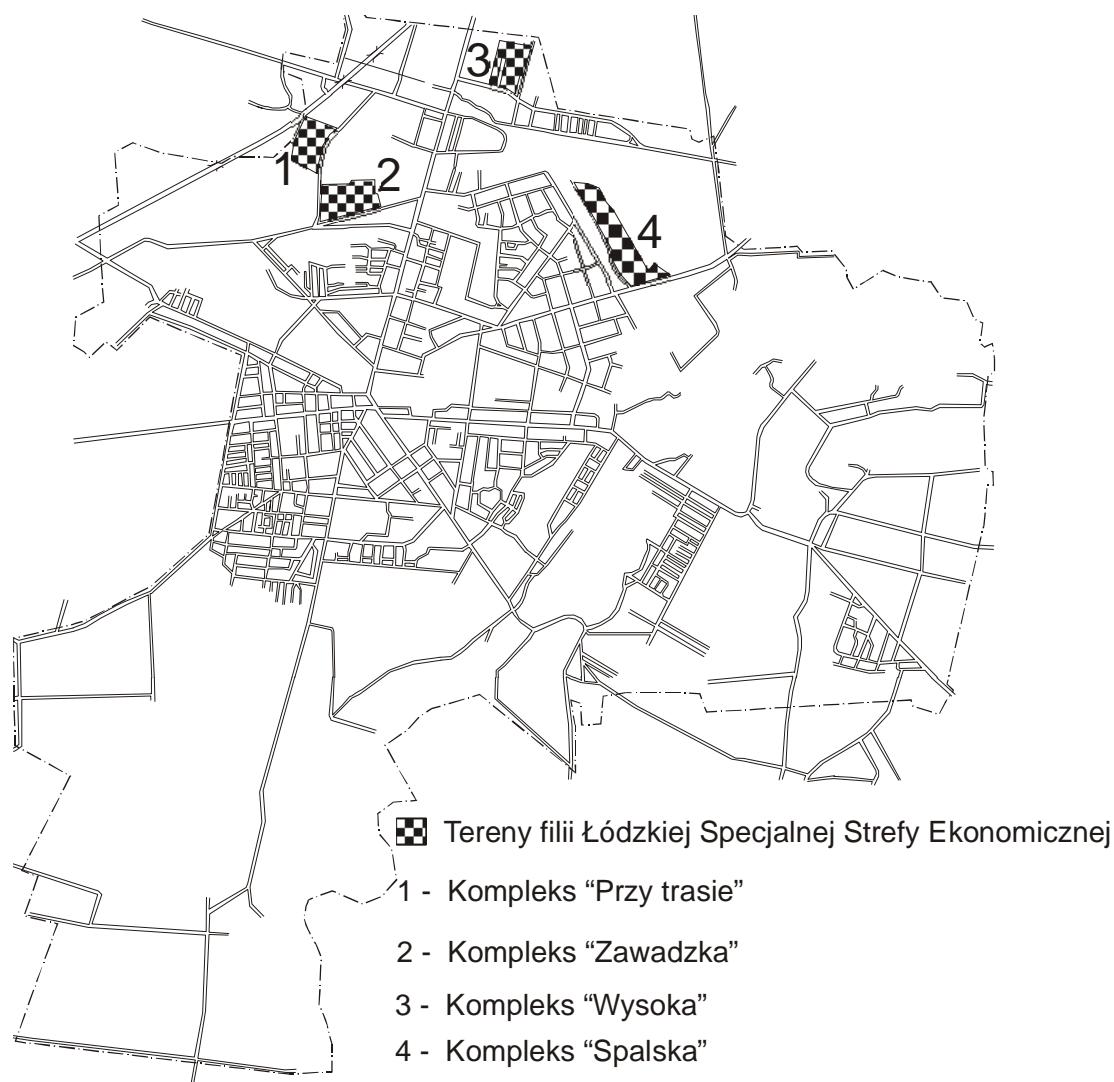 3
1
2
4
Tereny filii Łódzkiej Specjalnej Strefy Ekonomicznej
1 - Kompleks “Przy trasie”
2 - Kompleks “Zawadzka”
3 - Kompleks “Wysoka”
4 - Kompleks “Spalska”